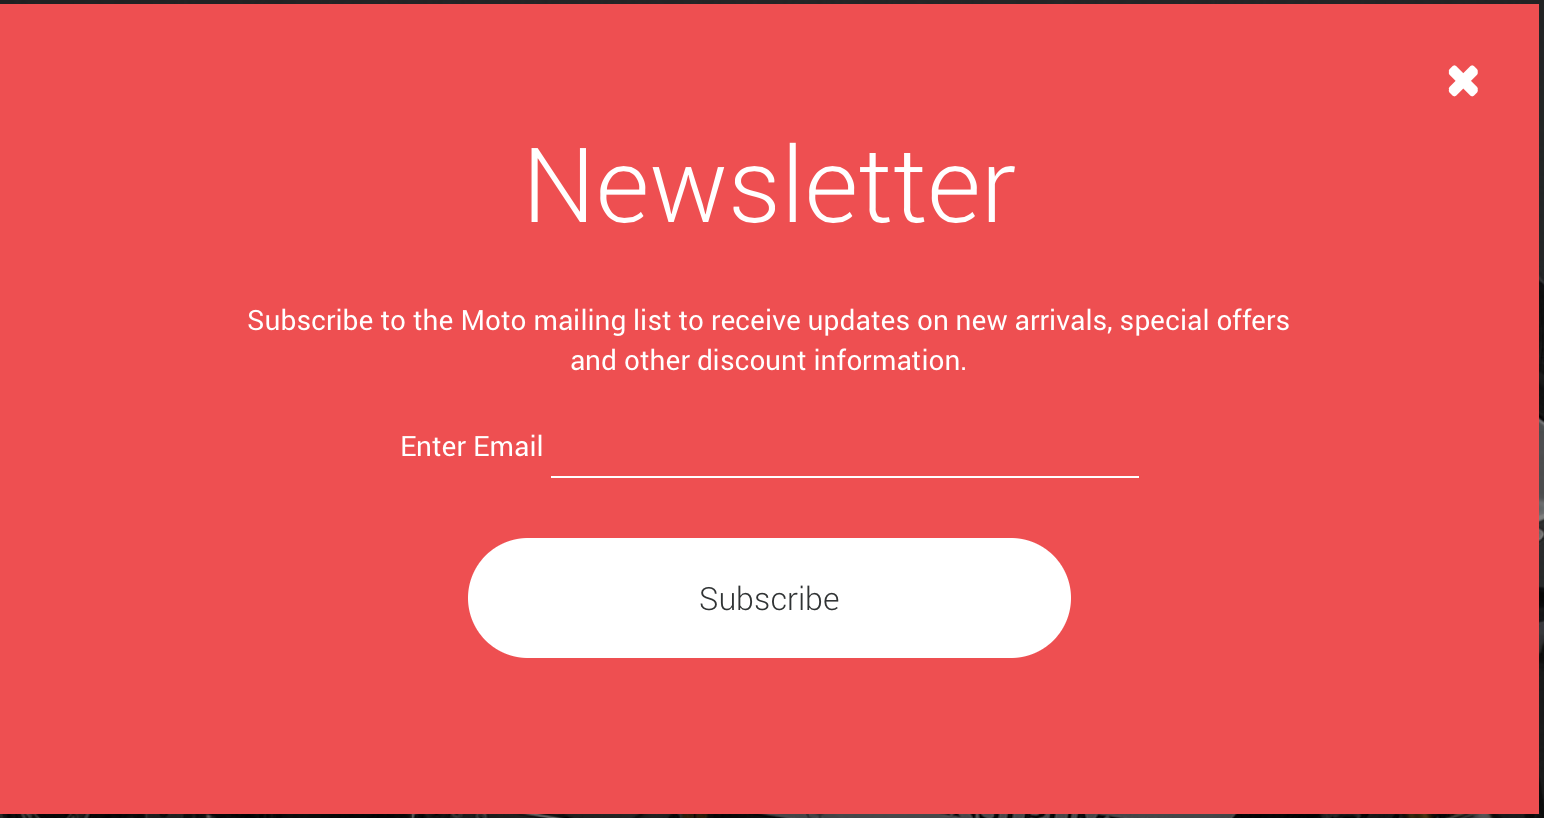 Newsletter
Subscribe to the Moto mailing list to receive updates on new arrivals, special offers
and other discount information.
Enter Email
Subscribe